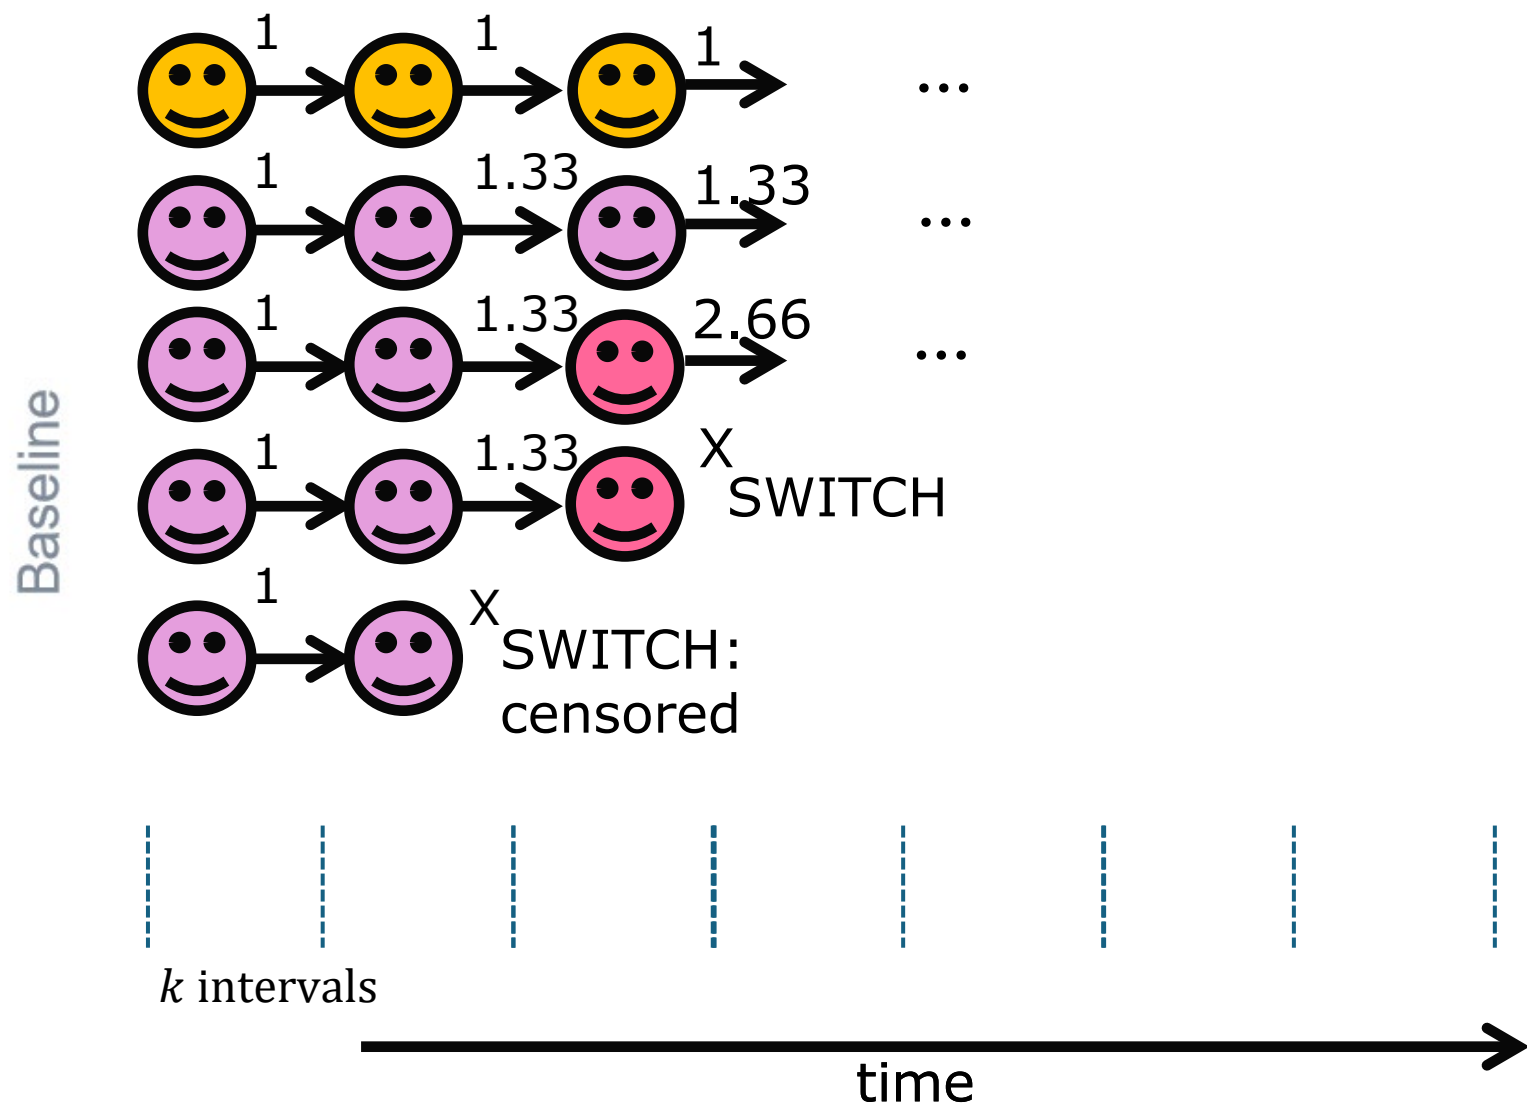 1 1 1 ...
1 1.33 1.33 ...
1 1.33 2.66 ...
Baseline
1 1.33 X
SWITCH
1 X
SWITCH:
censored
k intervals
time